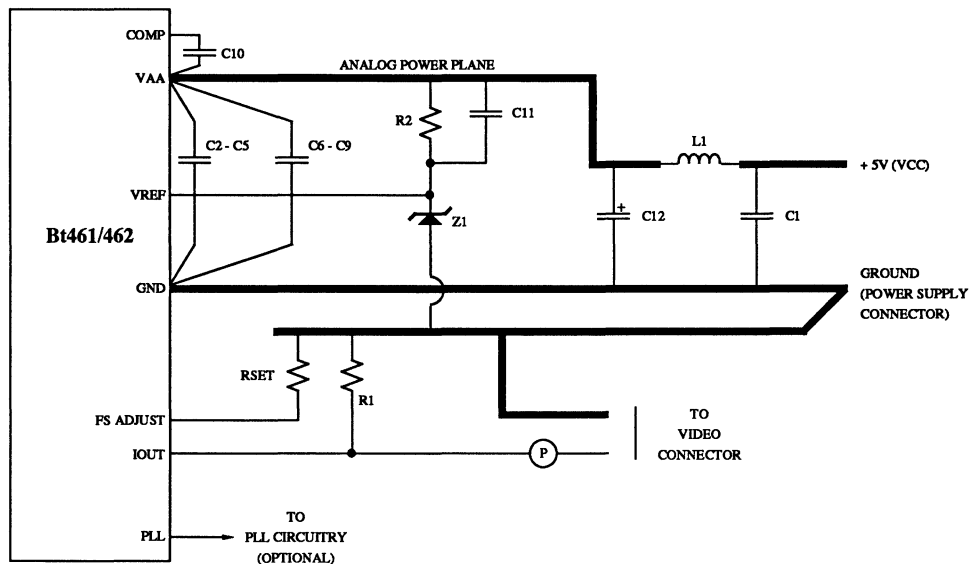 COMP
C10
VAA
ANALOG POWER PLANE
R2
C11
L1
C2 - C5
C6 - C9
+ 5V (VCC)
VREF
+
Z1
C12
C1
Bt461/462
GND
GROUND
(POWER SUPPLY
CONNECTOR)
RSET
R1
FS ADJUST
TO
VIDEO
CONNECTOR
IOUT
P
PLL
TO
PLL CIRCUITRY
(OPTIONAL)